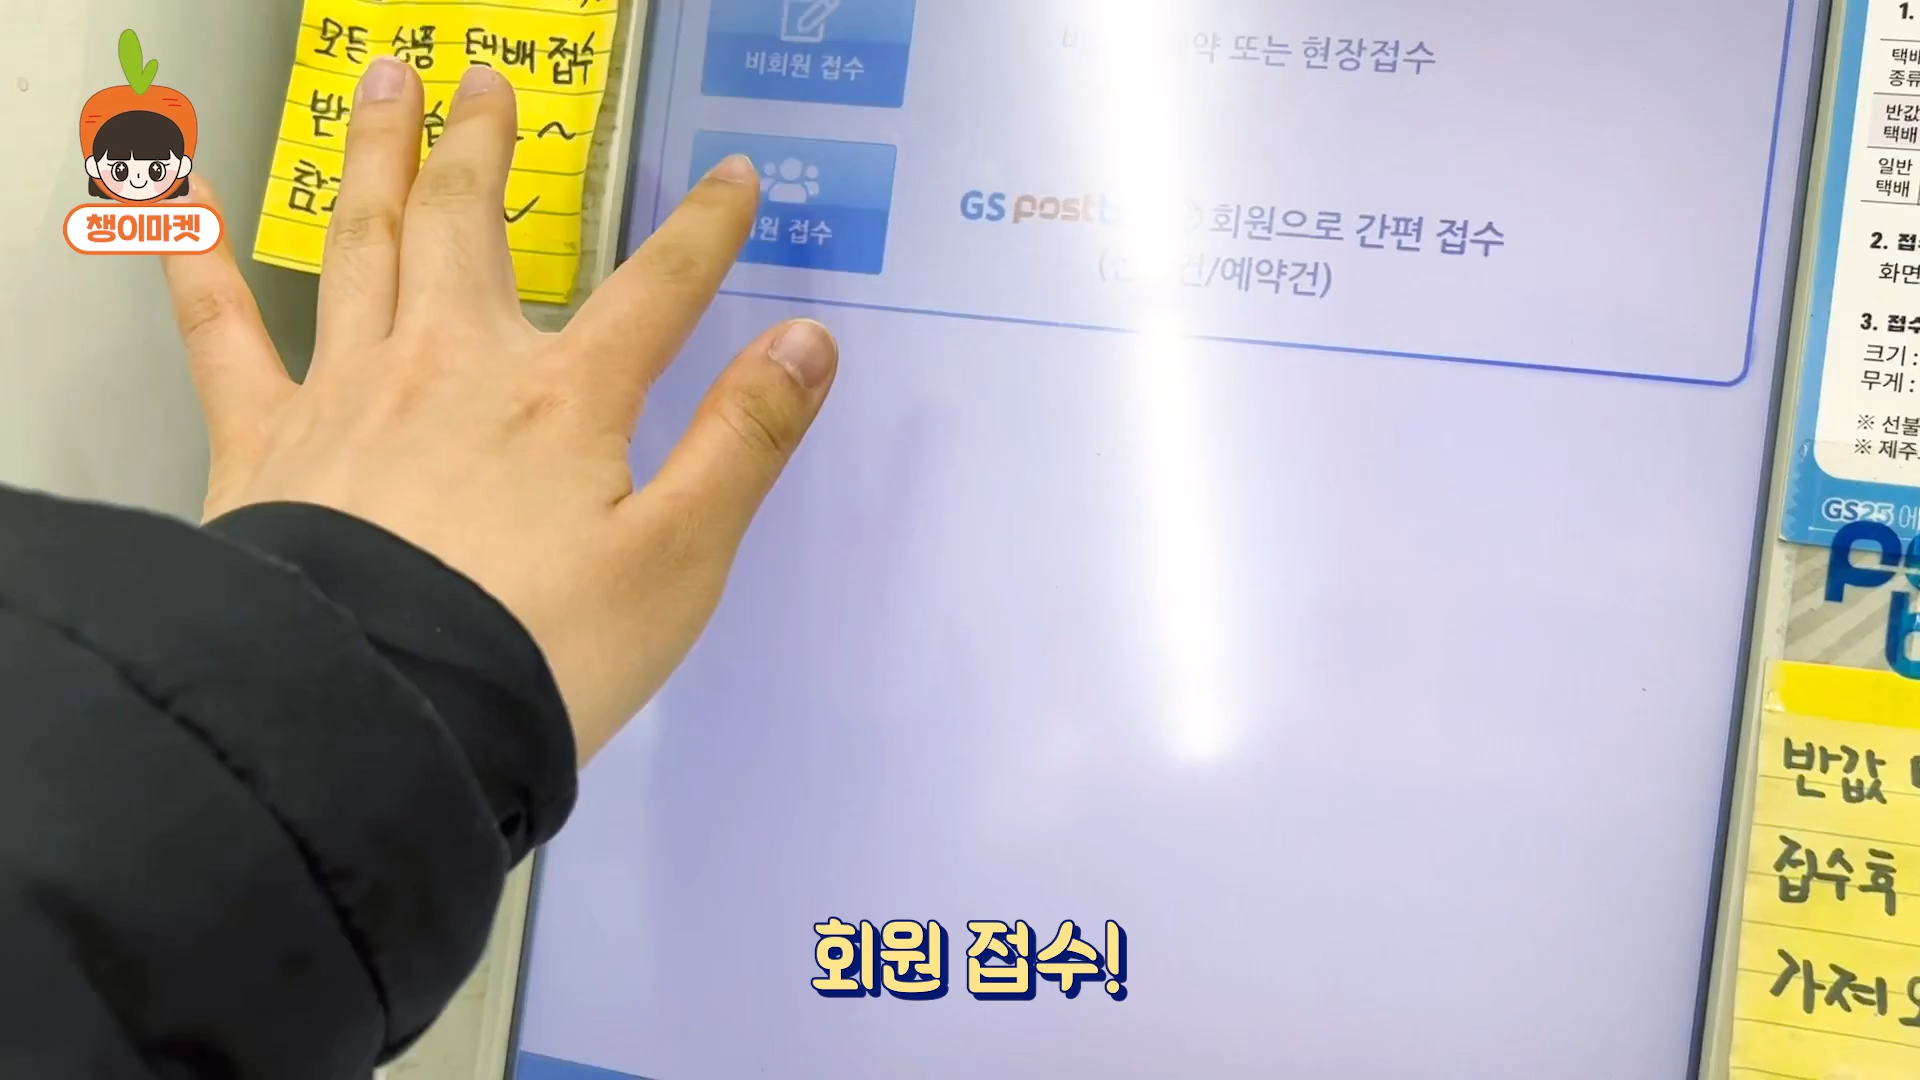 모든 상품 택배 접수
챙이마켓
비회원 접수
또는 현장접수
접수
GS post
회원으로 간편 접수
/예약건)
1.
택배
종류
반값
택배
일반
택배
2.
화면
3.
크기 :
무게 :
※ 선불
※ 제주
GS25
반값
접수후
가져
회원 접수!